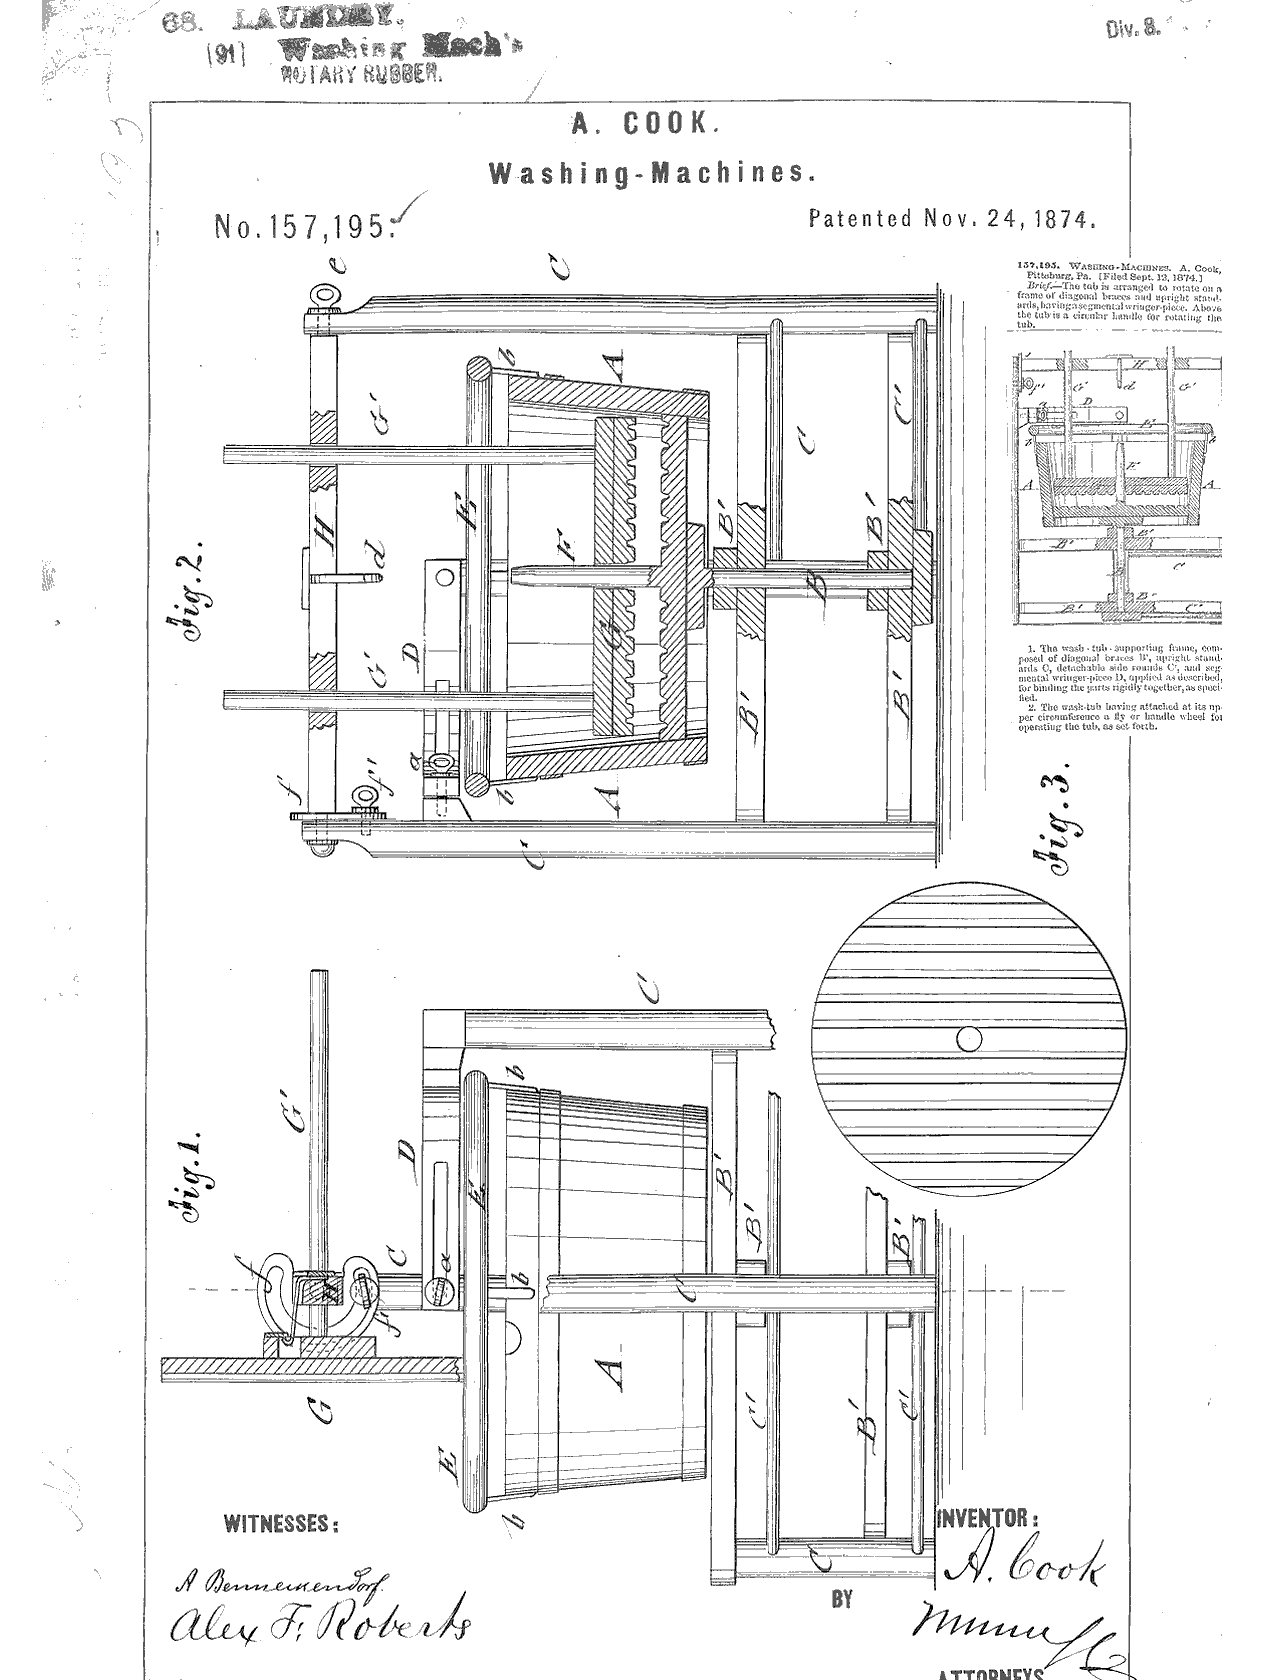 68. LAUNDRY.
(91) Washing Mach's
ROTARY RUBBER.
Div. 8.
A. COOK.
Washing-Machines.
No. 157,195.
Patented Nov. 24, 1874.
157,195. WASHING-MACHINES. A. Cook,
Pittsburg, Pa. [Filed Sept. 12, 1874.]
Brief.—The tub is arranged to rotate on a
frame of diagonal braces and upright stand-
ards, having a segmental wringer-piece. Above
the tub is a circular handle for rotating the
tub.
H
G'
d
G'
f'
a
D
E
b
h
F
A
A
B'
B'
B
C
B'
B'
C'
1. The wash-tub-supporting frame, com-
posed of diagonal braces B', upright stand-
ards C, detachable side rounds C', and seg-
mental wringer-piece D, applied as described,
for binding the parts rigidly together, as speci-
fied.
2. The wash-tub having attached at its up-
per circumference a fly or handle wheel for
operating the tub, as set forth.
Fig. 2.
e
C
b
A
G'
C'
C
E
H
F
B'
B'
d
B
G
D
G'
B'
B'
a
f'
f
b
A
C
Fig. 3.
Fig. 1.
C
G'
b
D
B'
E
B'
B'
C
a
b
C
f
H
f'
A
G
C'
B'
C'
E
b
C
WITNESSES:
A Benneckendorf.
Alex F. Roberts
INVENTOR:
A. Cook
BY
ATTORNEYS